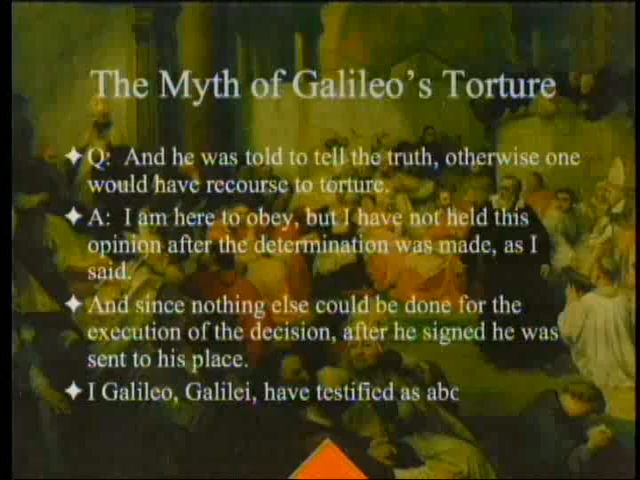 The Myth of Galileo's Torture
Q: And he was told to tell the truth, otherwise one
would have recourse to torture.
A: I am here to obey, but I have not held this
opinion after the determination was made, as I
said.
And since nothing else could be done for the
execution of the decision, after he signed he was
sent to his place.
I Galileo, Galilei, have testified as abo